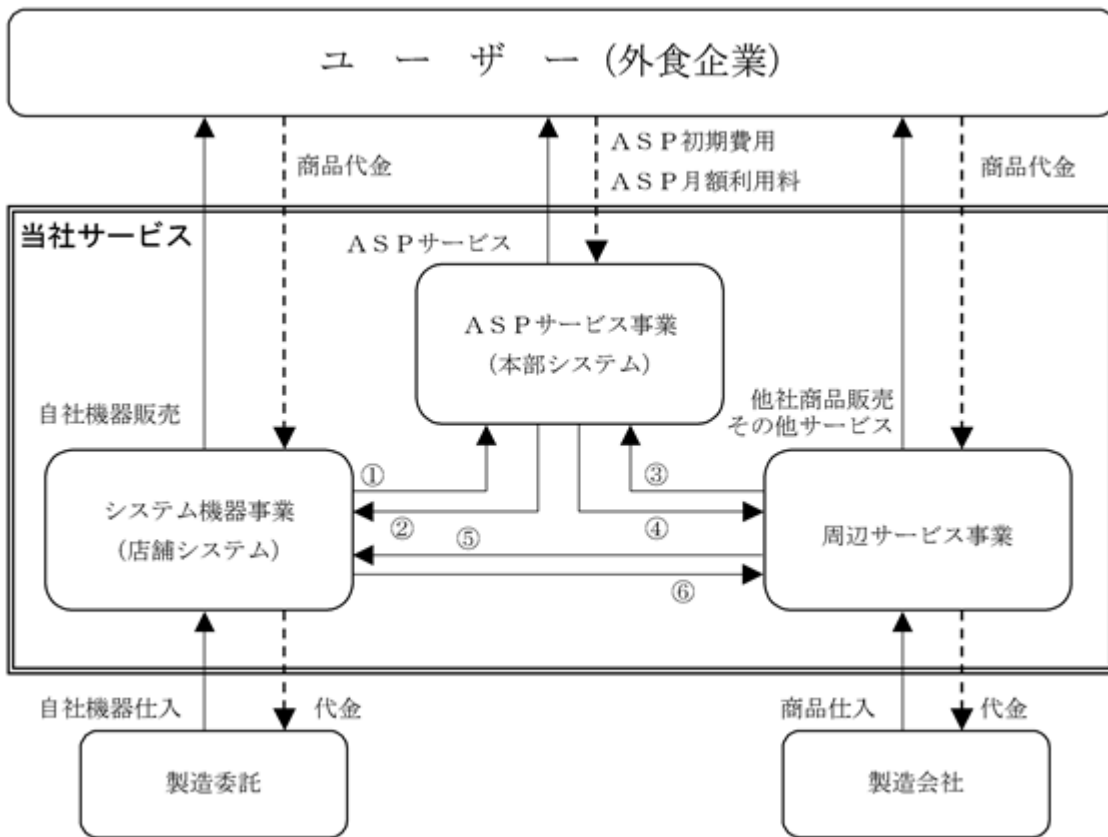 ユーザー(外食企業)
商品代金
ASP初期費用
ASP月額利用料
商品代金
当社サービス
ASPサービス
ASPサービス事業
(本部システム)
自社機器販売
他社商品販売
その他サービス
①
③
システム機器事業
(店舗システム)
②
⑤
④
周辺サービス事業
⑥
自社機器仕入
代金
商品仕入
代金
製造委託
製造会社